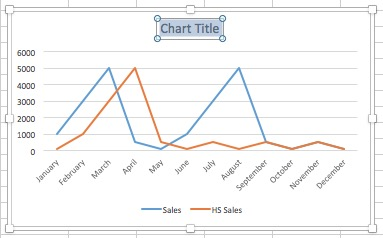 Chart Title
6000
5000
4000
3000
2000
1000
0
January
February
March
April
May
June
July
August
September
October
November
December
Sales
HS Sales